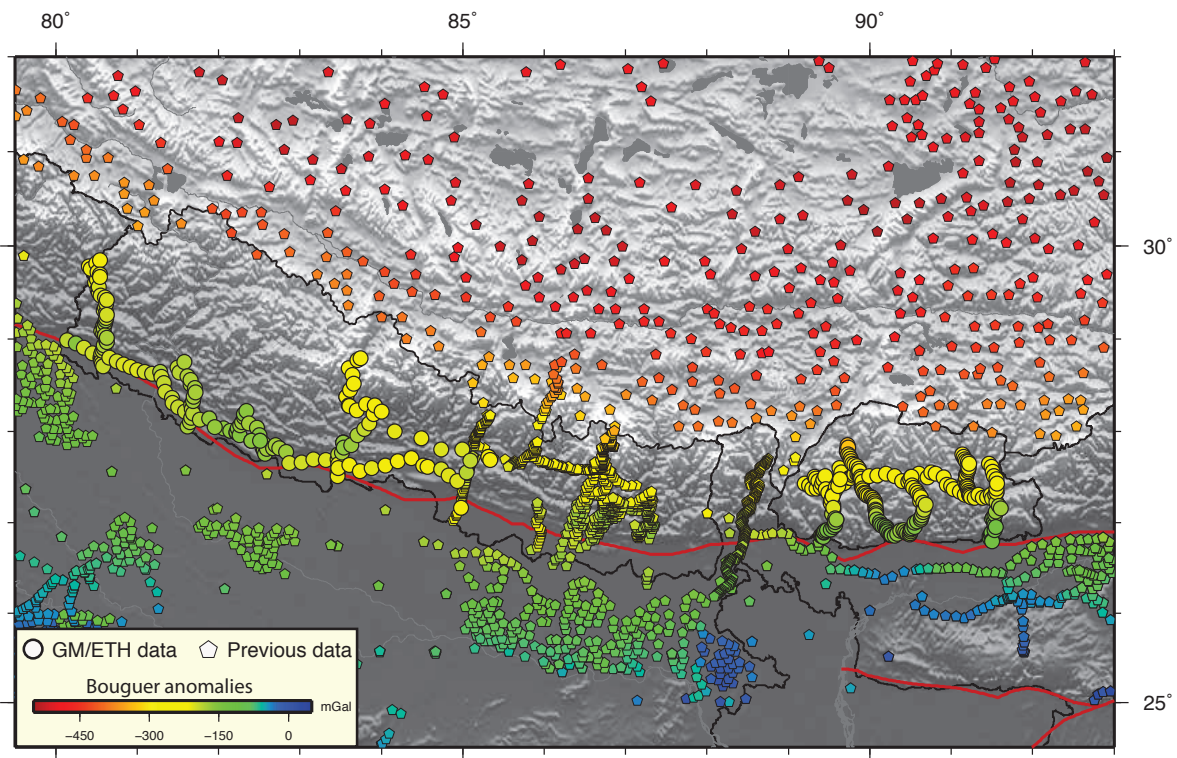 80˚ 85˚ 90˚
30˚
GM/ETH data Previous data
Bouguer anomalies
mGal
−450 −300 −150 0
25˚